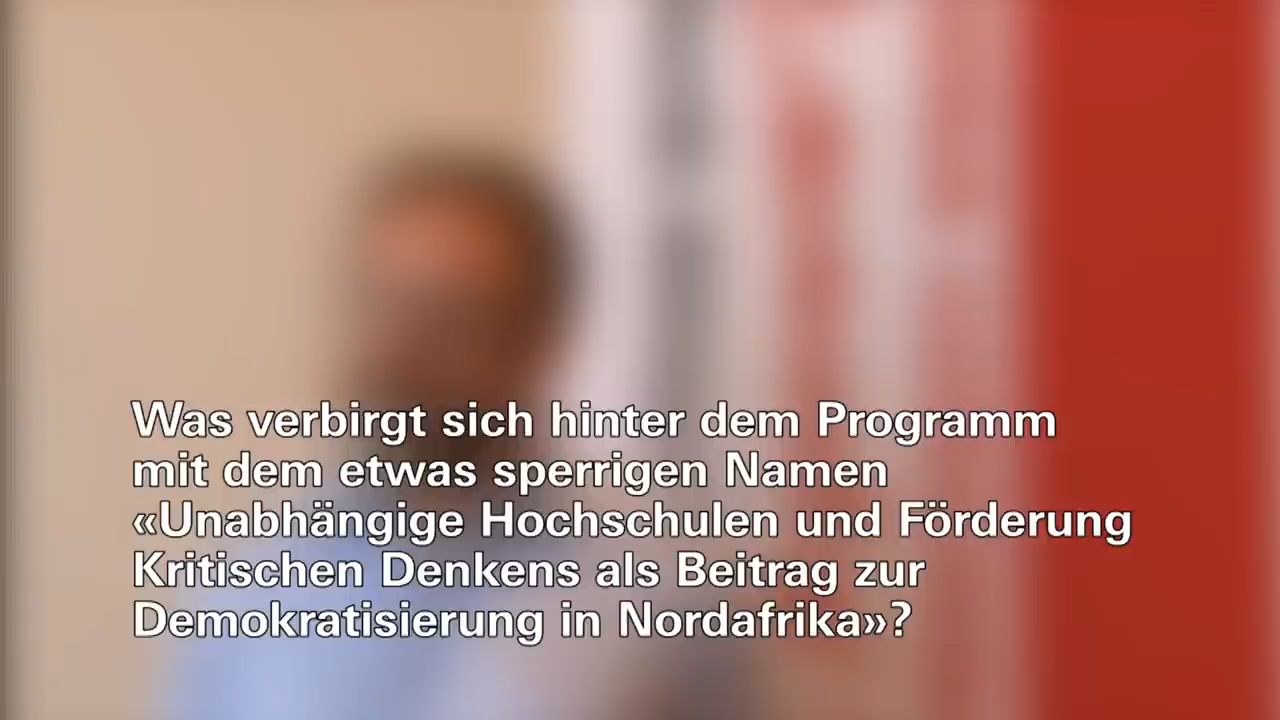 Was verbirgt sich hinter dem Programm
mit dem etwas sperrigen Namen
«Unabhängige Hochschulen und Förderung
Kritischen Denkens als Beitrag zur
Demokratisierung in Nordafrika»?